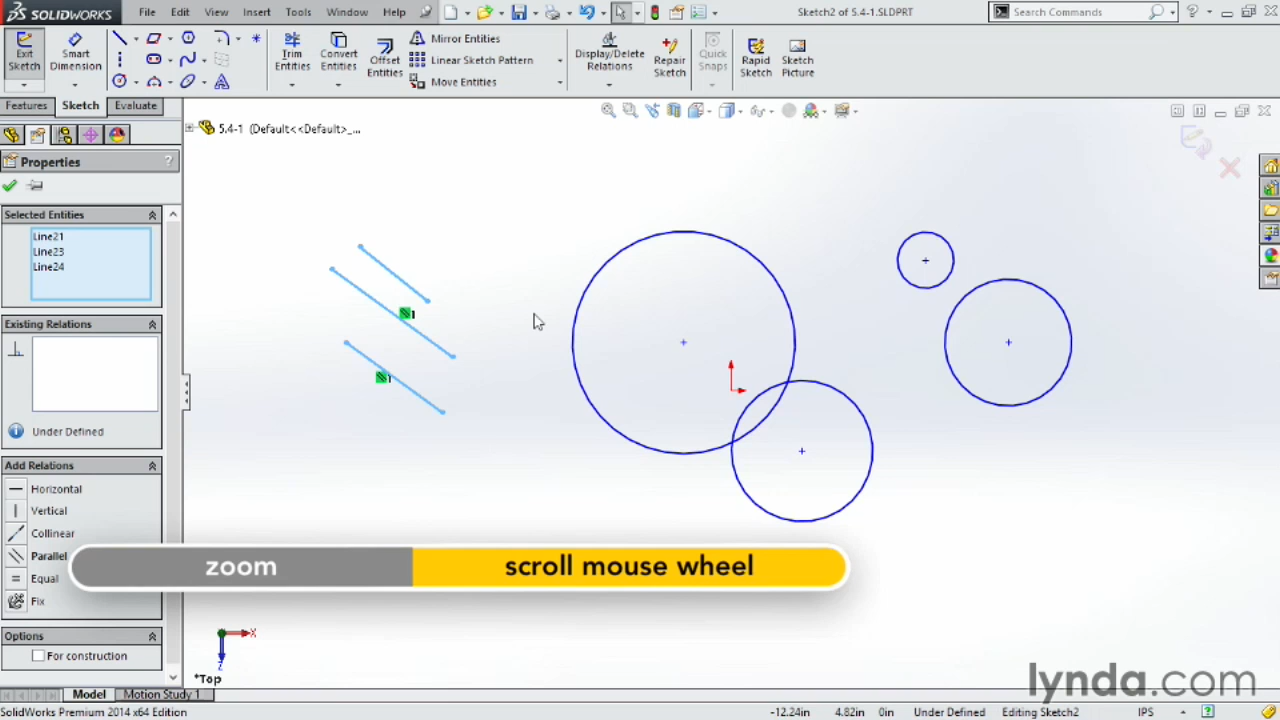 SOLIDWORKS File Edit View Insert Tools Window Help Sketch2 of 5.4-1.SLDPRT Search Commands
Exit Sketch
Smart Dimension
Trim Entities
Convert Entities
Offset Entities
Mirror Entities
Linear Sketch Pattern
Move Entities
Display/Delete Relations
Repair Sketch
Quick Snaps
Rapid Sketch
Sketch Picture
Features Sketch Evaluate
5.4-1 (Default<<Default>_...
Properties ?
Selected Entities
Line21
Line23
Line24
Existing Relations
Under Defined
Add Relations
Horizontal
Vertical
Collinear
Parallel
Equal
Fix
Options
For construction
1
1
zoom scroll mouse wheel
X
Z
*Top
lynda.com
Model Motion Study 1
SolidWorks Premium 2014 x64 Edition -12.24in 4.82in 0in Under Defined Editing Sketch2 IPS ?